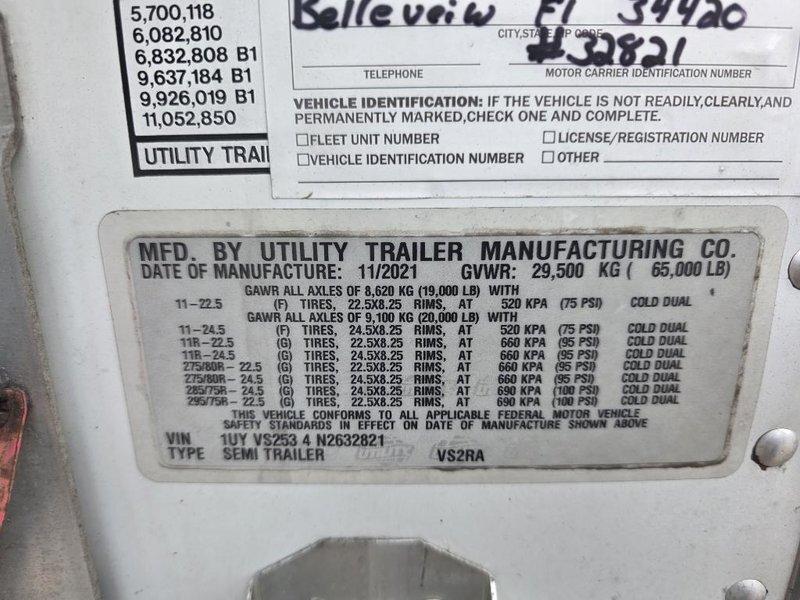 5,700,118
6,082,810
6,832,808 B1
9,637,184 B1
9,926,019 B1
11,052,850
UTILITY TRAI
Belleveiw Fl 34420
CITY, STATE, ZIP CODE
#32821
TELEPHONE
MOTOR CARRIER IDENTIFICATION NUMBER
VEHICLE IDENTIFICATION: IF THE VEHICLE IS NOT READILY,CLEARLY,AND
PERMANENTLY MARKED,CHECK ONE AND COMPLETE.
☐FLEET UNIT NUMBER ☐LICENSE/REGISTRATION NUMBER
☐VEHICLE IDENTIFICATION NUMBER ☐OTHER
MFD. BY UTILITY TRAILER MANUFACTURING CO.
DATE OF MANUFACTURE: 11/2021 GVWR: 29,500 KG ( 65,000 LB)
GAWR ALL AXLES OF 8,620 KG (19,000 LB) WITH
11-22.5 (F) TIRES, 22.5X8.25 RIMS, AT 520 KPA (75 PSI) COLD DUAL
GAWR ALL AXLES OF 9,100 KG (20,000 LB) WITH
11-24.5 (F) TIRES, 24.5X8.25 RIMS, AT 520 KPA (75 PSI) COLD DUAL
11R-22.5 (G) TIRES, 22.5X8.25 RIMS, AT 660 KPA (95 PSI) COLD DUAL
11R-24.5 (G) TIRES, 24.5X8.25 RIMS, AT 660 KPA (95 PSI) COLD DUAL
275/80R-22.5 (G) TIRES, 22.5X8.25 RIMS, AT 660 KPA (95 PSI) COLD DUAL
275/80R-24.5 (G) TIRES, 24.5X8.25 RIMS, AT 660 KPA (95 PSI) COLD DUAL
285/75R-24.5 (G) TIRES, 24.5X8.25 RIMS, AT 690 KPA (100 PSI) COLD DUAL
295/75R-22.5 (G) TIRES, 22.5X8.25 RIMS, AT 690 KPA (100 PSI) COLD DUAL
THIS VEHICLE CONFORMS TO ALL APPLICABLE FEDERAL MOTOR VEHICLE
SAFETY STANDARDS IN EFFECT ON DATE OF MANUFACTURE SHOWN ABOVE
VIN 1UY VS253 4 N2632821
TYPE SEMI TRAILER VS2RA
UTILITY